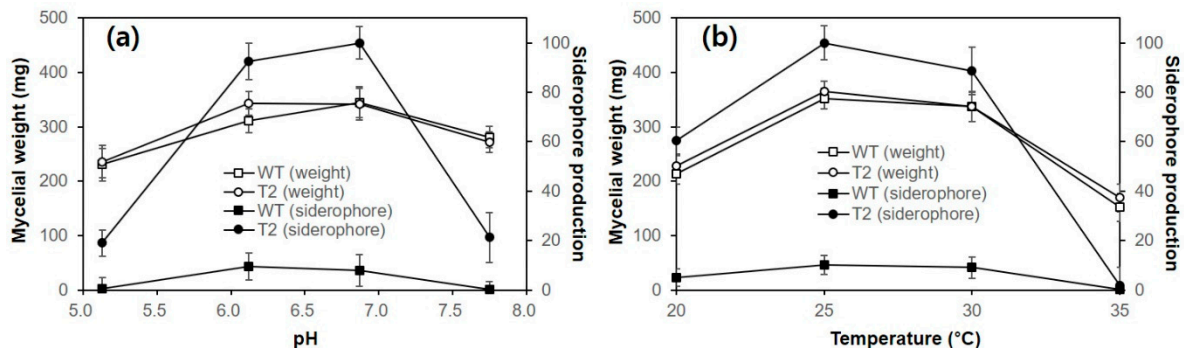 (a)
Mycelial weight (mg)
500
400
300
200
100
0
WT (weight)
T2 (weight)
WT (siderophore)
T2 (siderophore)
100
80
60
40
20
0
Siderophore production
5.0 5.5 6.0 6.5 7.0 7.5 8.0
pH
(b)
Mycelial weight (mg)
500
400
300
200
100
0
WT (weight)
T2 (weight)
WT (siderophore)
T2 (siderophore)
100
80
60
40
20
0
Siderophore production
20 25 30 35
Temperature (°C)